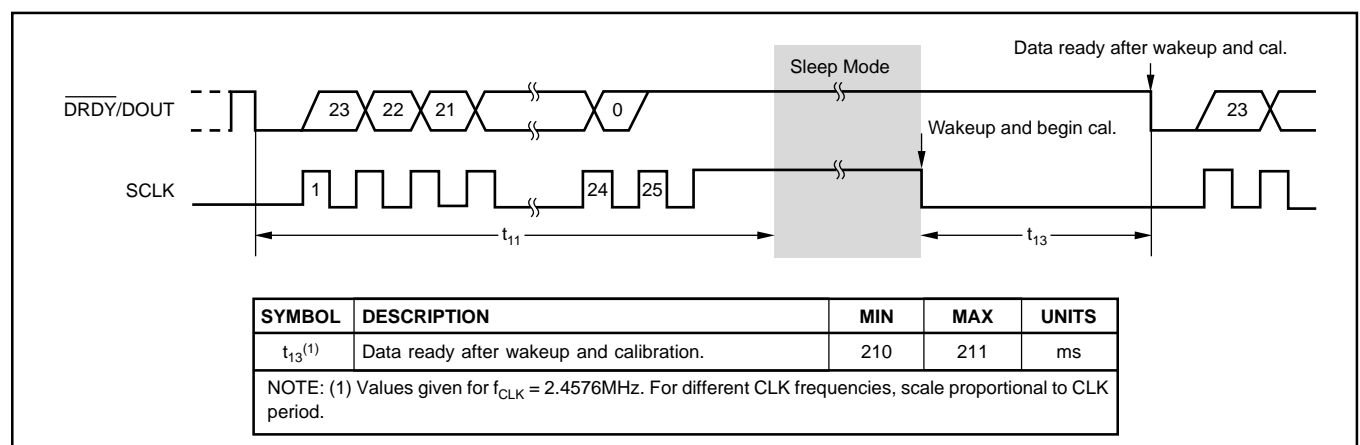 Data ready after wakeup and cal.
Sleep Mode
DRDY/DOUT
23 22 21 0 23
Wakeup and begin cal.
SCLK
1 24 25
t11 t13
SYMBOL DESCRIPTION MIN MAX UNITS
t13(1) Data ready after wakeup and calibration. 210 211 ms
NOTE: (1) Values given for fCLK = 2.4576MHz. For different CLK frequencies, scale proportional to CLK
period.